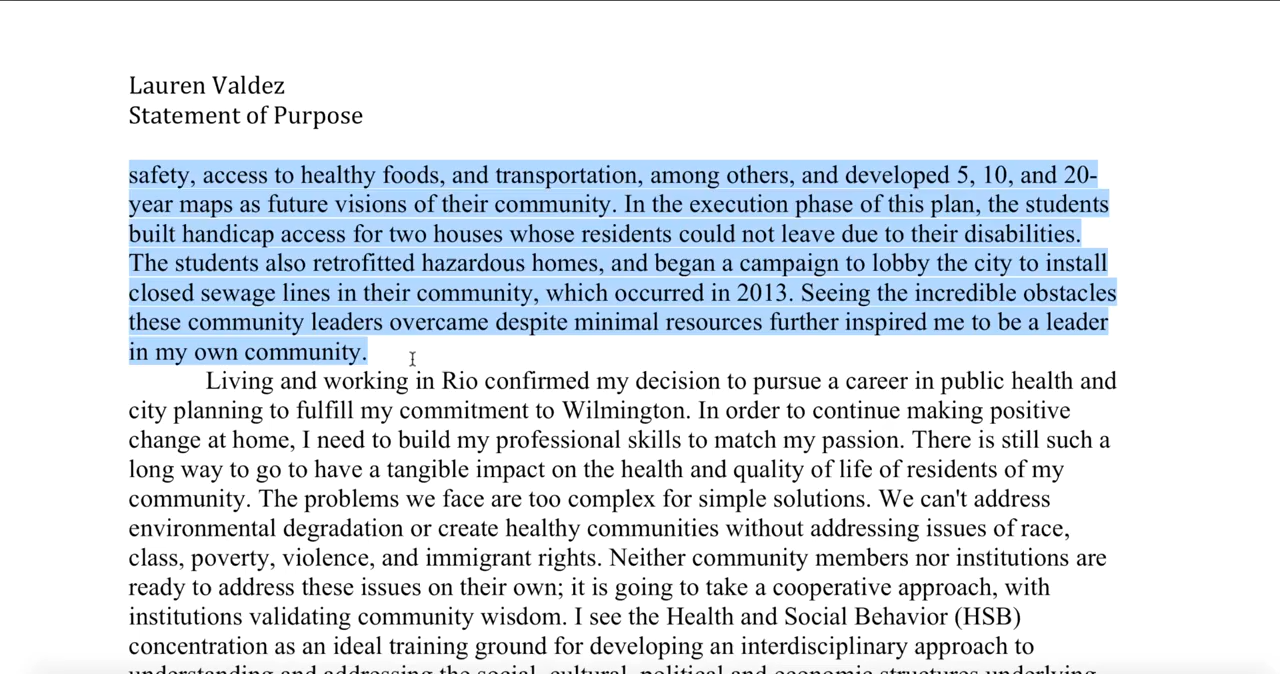 Lauren Valdez
Statement of Purpose
safety, access to healthy foods, and transportation, among others, and developed 5, 10, and 20-
year maps as future visions of their community. In the execution phase of this plan, the students
built handicap access for two houses whose residents could not leave due to their disabilities.
The students also retrofitted hazardous homes, and began a campaign to lobby the city to install
closed sewage lines in their community, which occurred in 2013. Seeing the incredible obstacles
these community leaders overcame despite minimal resources further inspired me to be a leader
in my own community.
Living and working in Rio confirmed my decision to pursue a career in public health and
city planning to fulfill my commitment to Wilmington. In order to continue making positive
change at home, I need to build my professional skills to match my passion. There is still such a
long way to go to have a tangible impact on the health and quality of life of residents of my
community. The problems we face are too complex for simple solutions. We can't address
environmental degradation or create healthy communities without addressing issues of race,
class, poverty, violence, and immigrant rights. Neither community members nor institutions are
ready to address these issues on their own; it is going to take a cooperative approach, with
institutions validating community wisdom. I see the Health and Social Behavior (HSB)
concentration as an ideal training ground for developing an interdisciplinary approach to
understanding and addressing the social, cultural, political and economic structures underlying